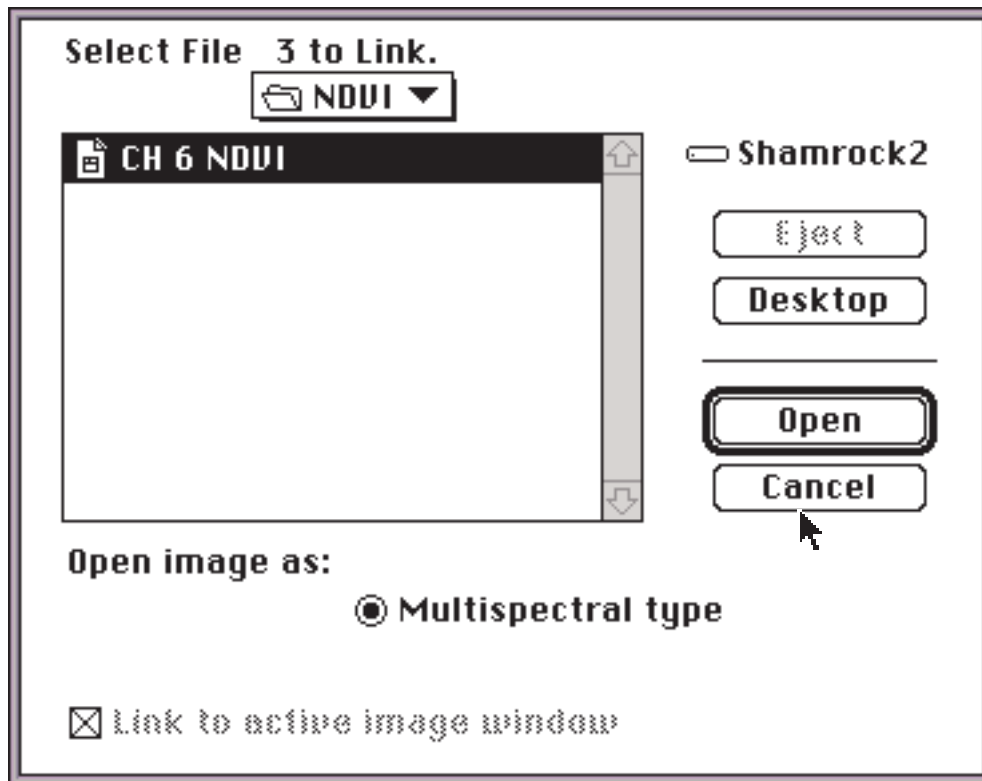 Select File 3 to Link.
NDVI
CH 6 NDVI
Shamrock2
Eject
Desktop
Open
Cancel
Open image as:
Multispectral type
Link to active image window